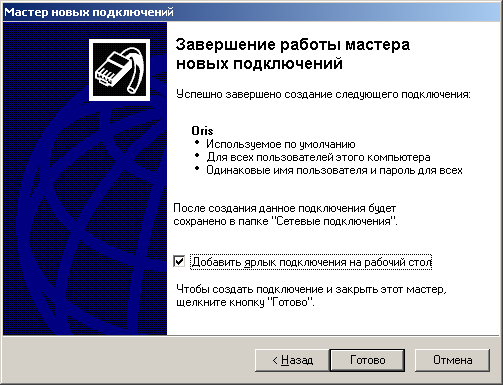 Мастер новых подключений
Завершение работы мастера
новых подключений
Успешно завершено создание следующего подключения:
Oris
• Используемое по умолчанию
• Для всех пользователей этого компьютера
• Одинаковые имя пользователя и пароль для всех
После создания данное подключения будет
сохранено в папке "Сетевые подключения".
Добавить ярлык подключения на рабочий стол
Чтобы создать подключение и закрыть этот мастер,
щелкните кнопку "Готово".
< Назад
Готово
Отмена